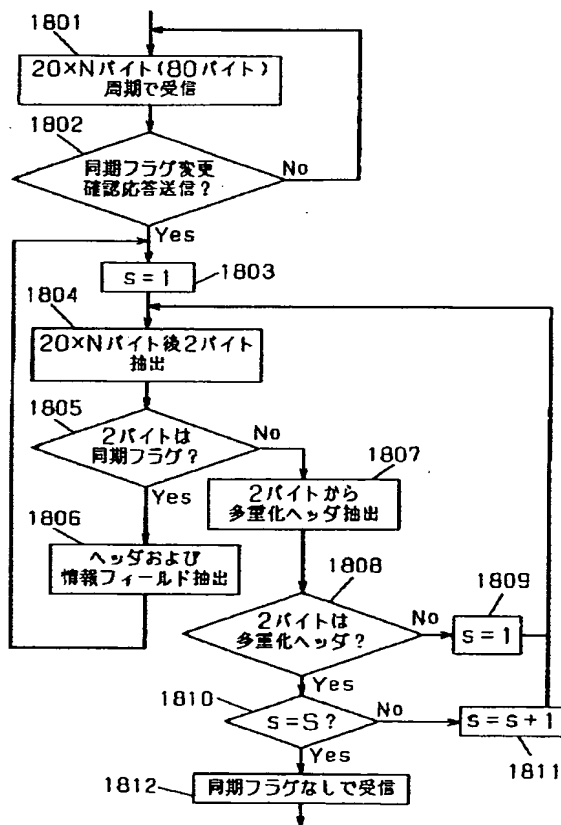 1801
20×Nバイト(80バイト)
周期で受信
1802
同期フラグ変更
確認応答送信?
No
Yes
s=1
1803
1804
20×Nバイト後2バイト
抽出
1805
2バイトは
同期フラグ?
No
Yes
1807
2バイトから
多重化ヘッダ抽出
1806
ヘッダおよび
情報フィールド抽出
1808
2バイトは
多重化ヘッダ?
No
1809
s=1
Yes
1810
s=S?
No
s=s+1
1811
Yes
1812
同期フラグなしで受信